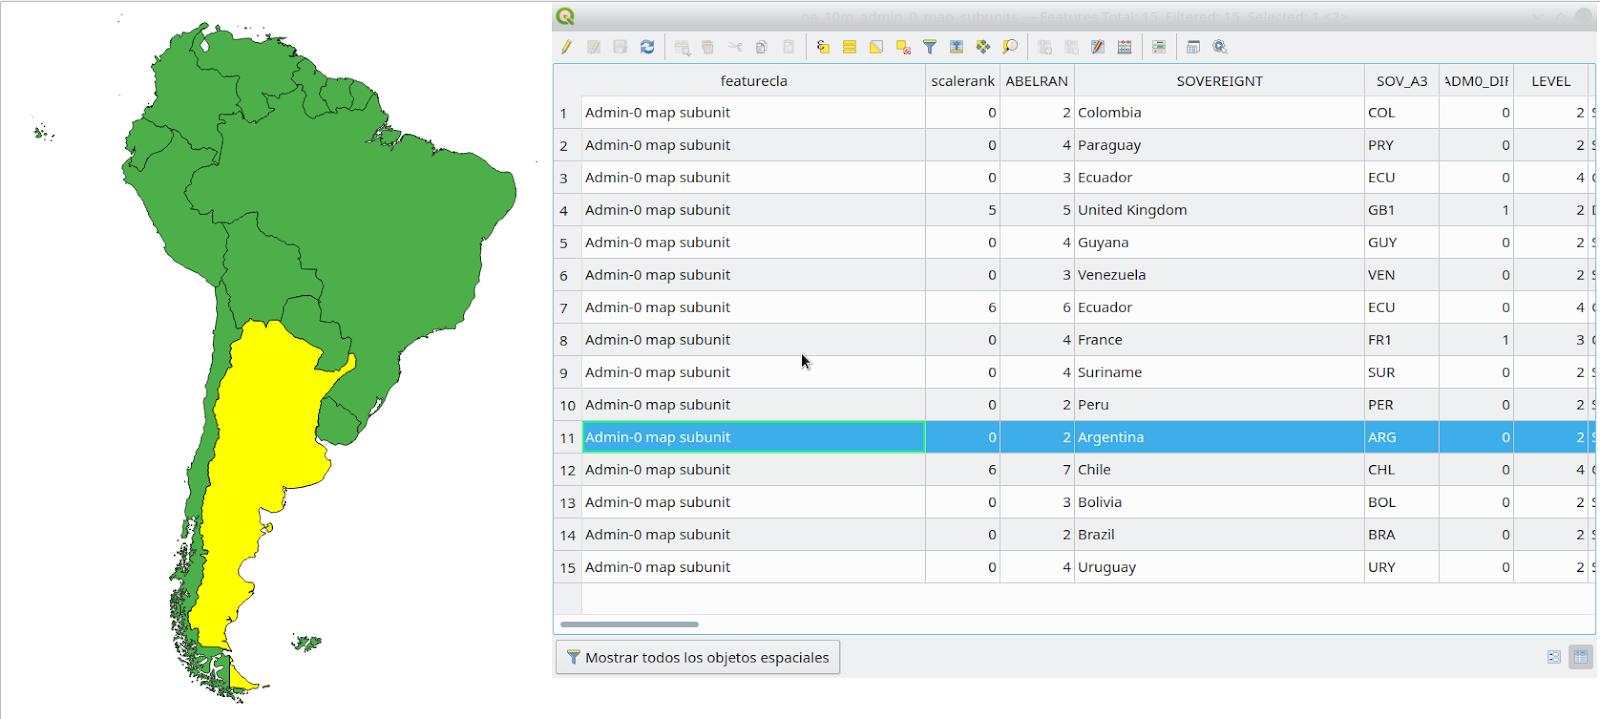 ne_10m_admin_0_map_subunits — Features Total: 15, Filtered: 15, Selected: 1 <2>
featurecla scalerank ABELRAN SOVEREIGNT SOV_A3 ADM0_DIF LEVEL
1 Admin-0 map subunit 0 2 Colombia COL 0 2
2 Admin-0 map subunit 0 4 Paraguay PRY 0 2
3 Admin-0 map subunit 0 3 Ecuador ECU 0 4
4 Admin-0 map subunit 5 5 United Kingdom GB1 1 2
5 Admin-0 map subunit 0 4 Guyana GUY 0 2
6 Admin-0 map subunit 0 3 Venezuela VEN 0 2
7 Admin-0 map subunit 6 6 Ecuador ECU 0 4
8 Admin-0 map subunit 0 4 France FR1 1 3
9 Admin-0 map subunit 0 4 Suriname SUR 0 2
10 Admin-0 map subunit 0 2 Peru PER 0 2
11 Admin-0 map subunit 0 2 Argentina ARG 0 2
12 Admin-0 map subunit 6 7 Chile CHL 0 4
13 Admin-0 map subunit 0 3 Bolivia BOL 0 2
14 Admin-0 map subunit 0 2 Brazil BRA 0 2
15 Admin-0 map subunit 0 4 Uruguay URY 0 2
Mostrar todos los objetos espaciales